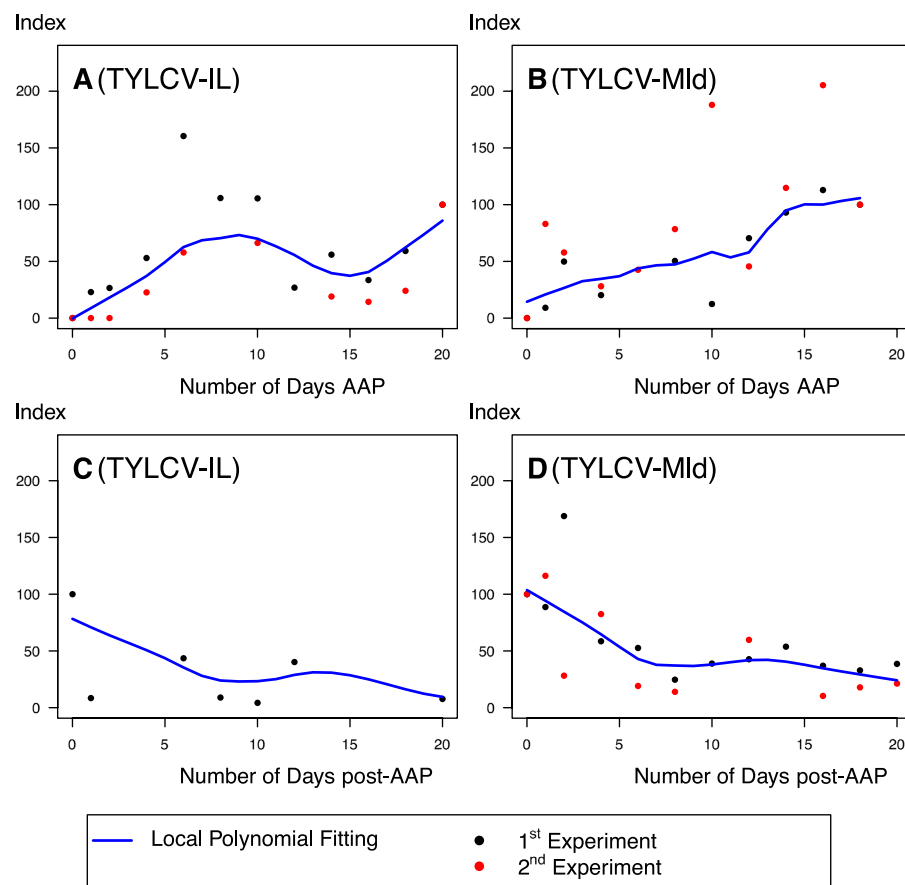 Index Index
A (TYLCV-IL) B (TYLCV-Mld)
200 200
150 150
100 100
50 50
0 0
0 5 10 15 20 0 5 10 15 20
Number of Days AAP Number of Days AAP
Index Index
C (TYLCV-IL) D (TYLCV-Mld)
200 200
150 150
100 100
50 50
0 0
0 5 10 15 20 0 5 10 15 20
Number of Days post-AAP Number of Days post-AAP
Local Polynomial Fitting 1st Experiment
2nd Experiment